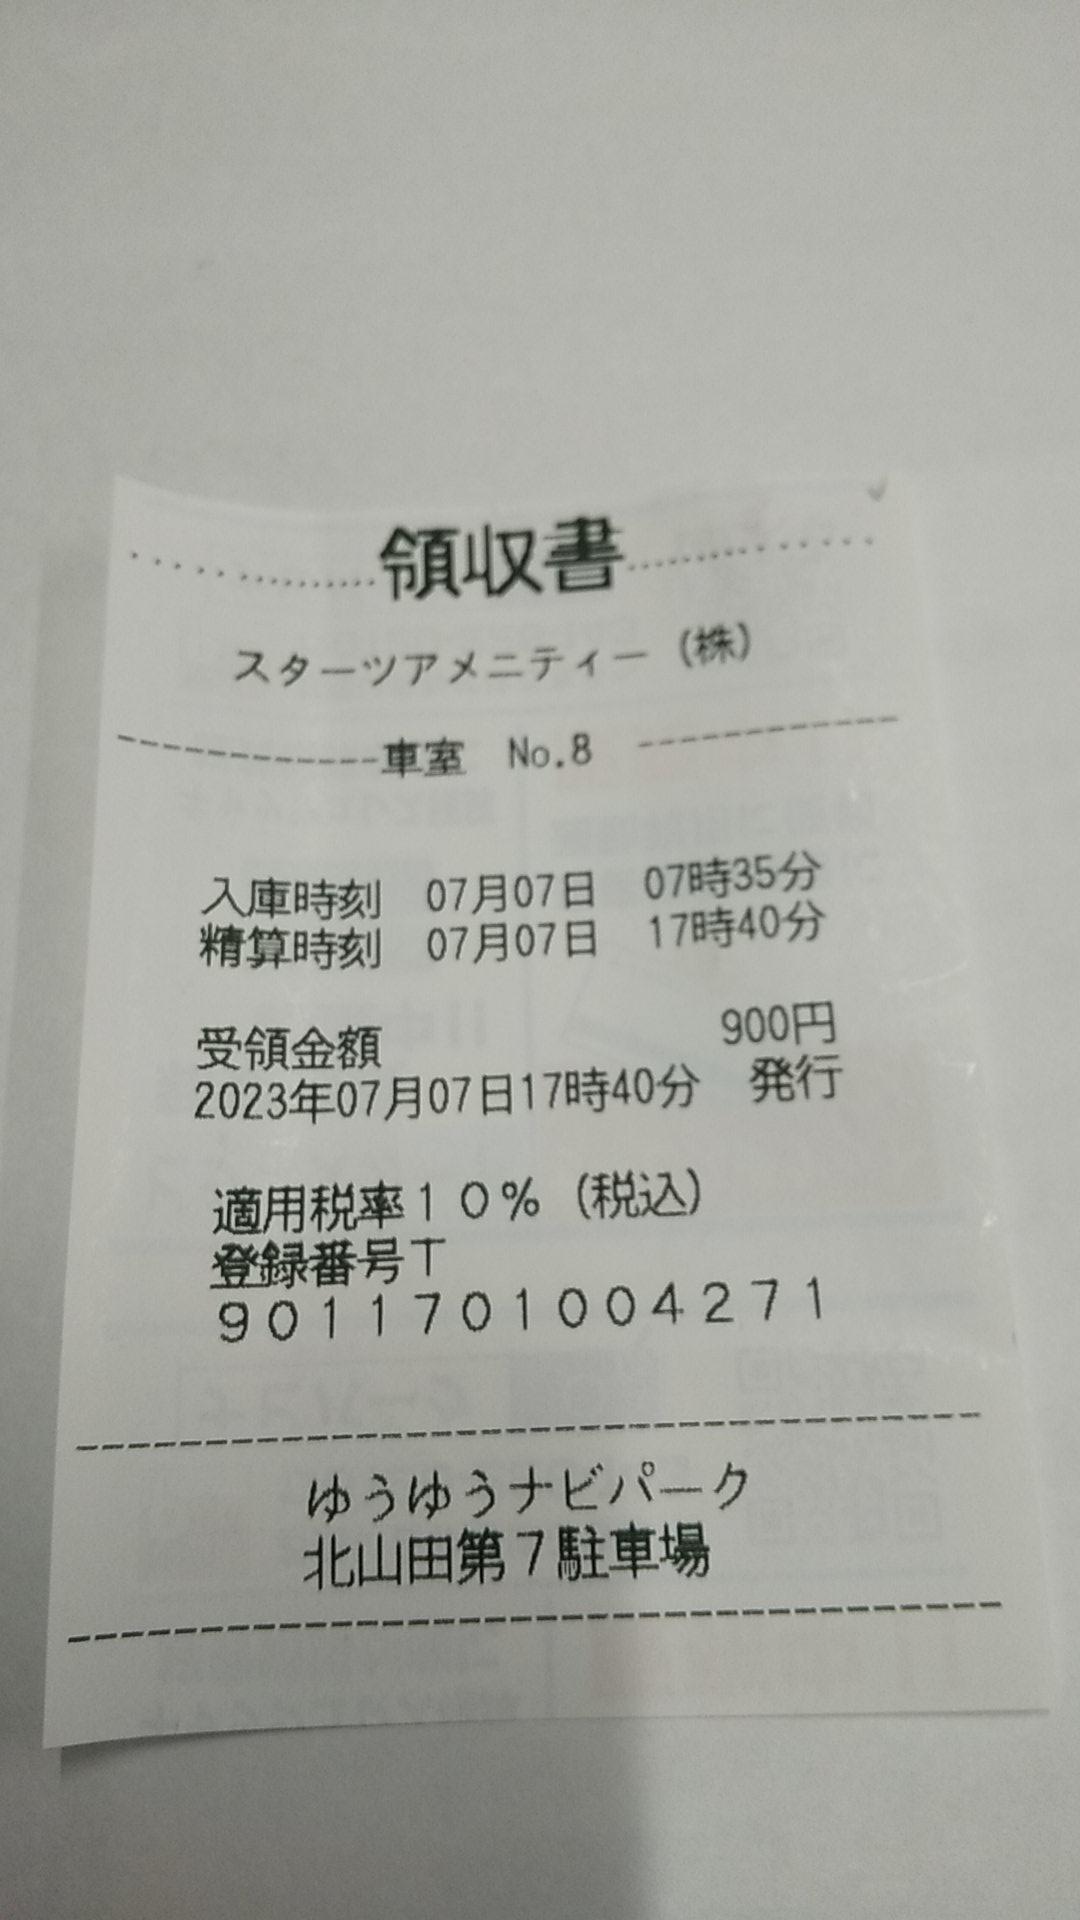 領収書
スターツアメニティー（株）
車室 No.8
入庫時刻 07月07日 07時35分
精算時刻 07月07日 17時40分
受領金額 900円
2023年07月07日17時40分 発行
適用税率１０％（税込）
登録番号Ｔ
９０１１７０１００４２７１
ゆうゆうナビパーク
北山田第７駐車場